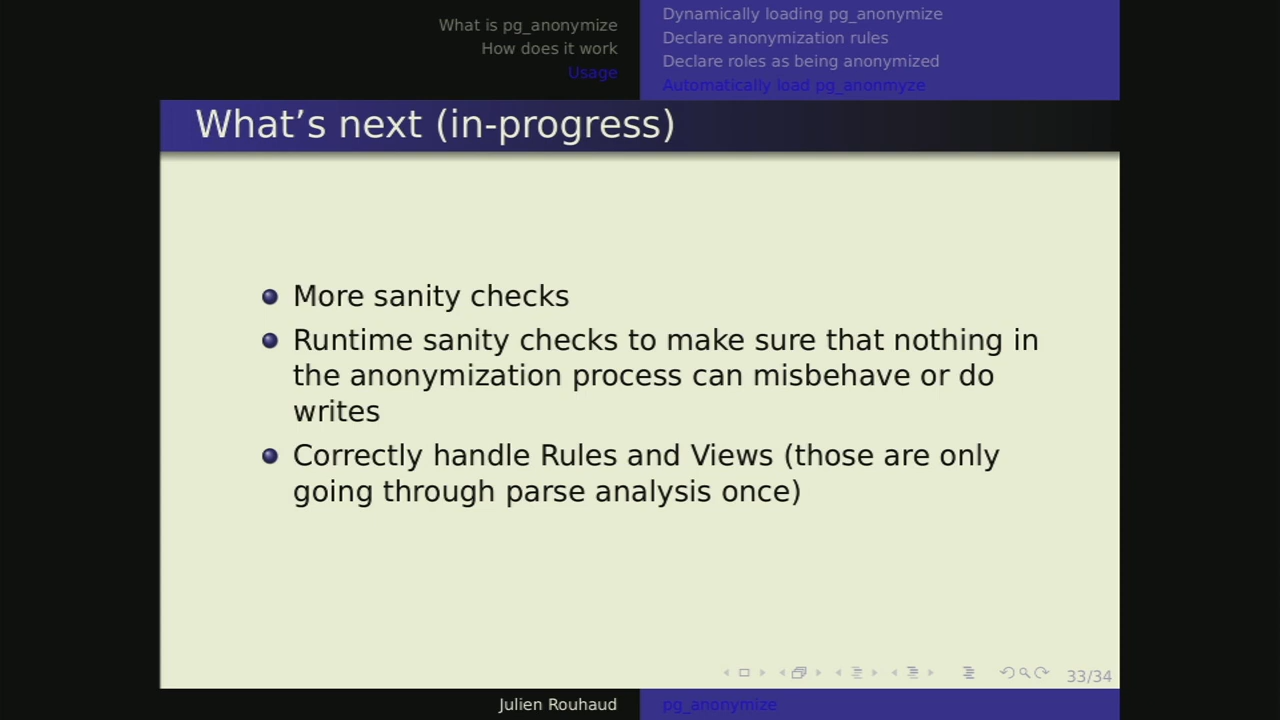 What is pg_anonymize
How does it work
Usage
Dynamically loading pg_anonymize
Declare anonymization rules
Declare roles as being anonymized
Automatically load pg_anonmyze
What’s next (in-progress)
More sanity checks
Runtime sanity checks to make sure that nothing in
the anonymization process can misbehave or do
writes
Correctly handle Rules and Views (those are only
going through parse analysis once)
33/34
Julien Rouhaud
pg_anonymize